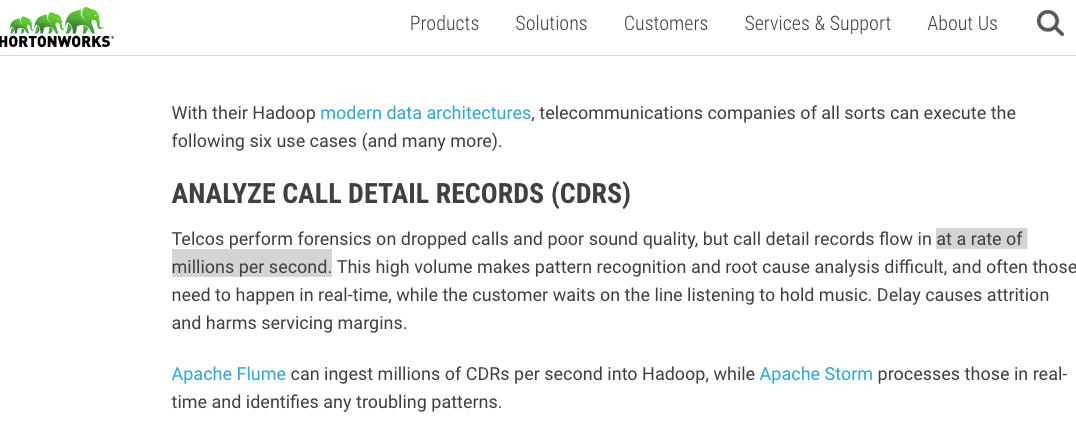 HORTONWORKS
Products Solutions Customers Services & Support About Us
With their Hadoop modern data architectures, telecommunications companies of all sorts can execute the
following six use cases (and many more).
ANALYZE CALL DETAIL RECORDS (CDRS)
Telcos perform forensics on dropped calls and poor sound quality, but call detail records flow in at a rate of
millions per second. This high volume makes pattern recognition and root cause analysis difficult, and often those
need to happen in real-time, while the customer waits on the line listening to hold music. Delay causes attrition
and harms servicing margins.
Apache Flume can ingest millions of CDRs per second into Hadoop, while Apache Storm processes those in real-
time and identifies any troubling patterns.